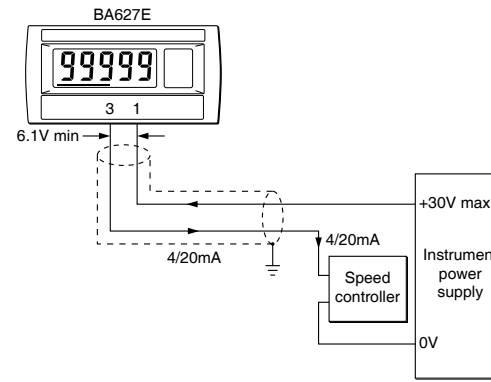 BA627E
99999
3 1
6.1V min
+30V max
4/20mA
4/20mA
Speed
controller
Instrumen
power
supply
0V